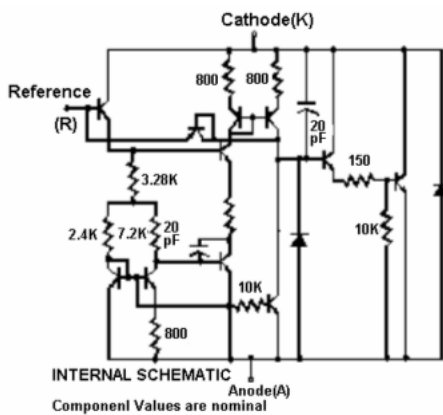 Cathode(K)
800
800
Reference
(R)
20
pF
150
3.28K
2.4K
7.2K
20
pF
10K
10K
800
INTERNAL SCHEMATIC
Anode(A)
Component Values are nominal